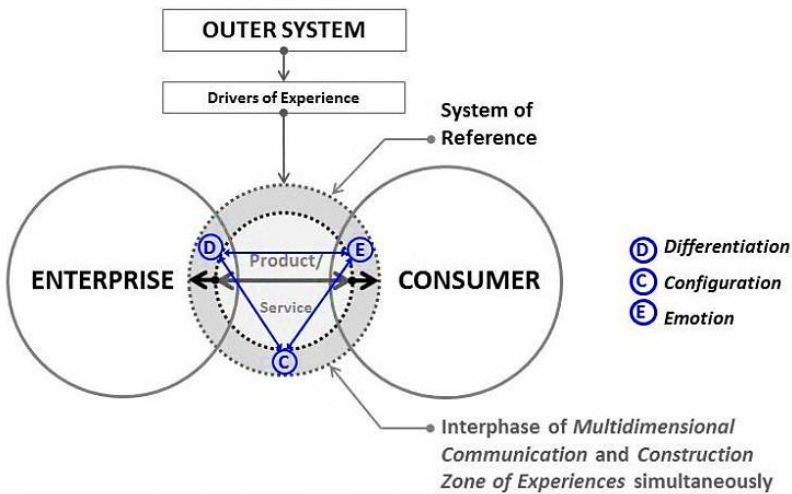 OUTER SYSTEM
Drivers of Experience
System of
Reference
D
E
Product/
ENTERPRISE
CONSUMER
Service
C
D Differentiation
C Configuration
E Emotion
Interphase of Multidimensional
Communication and Construction
Zone of Experiences simultaneously